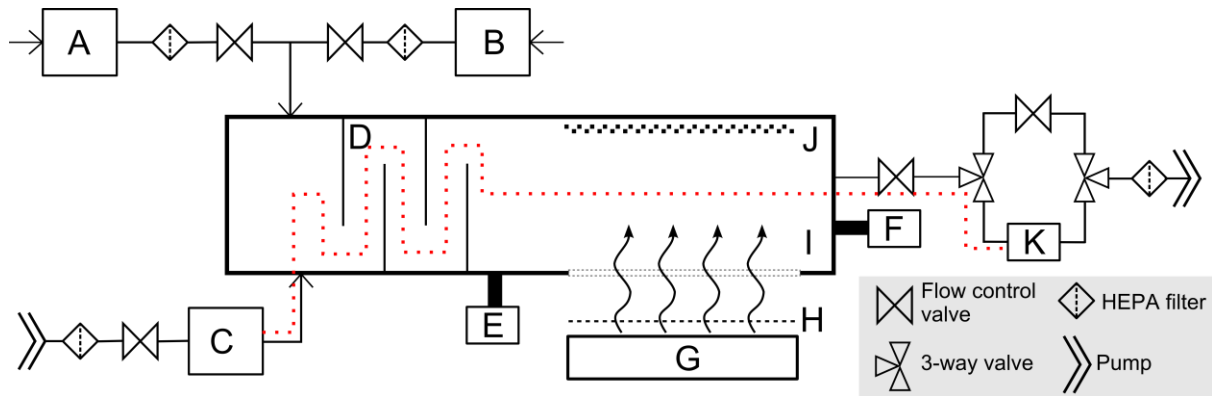 A
B
D
J
I
F
K
C
E
H
G
Flow control
valve
HEPA filter
3-way valve
Pump